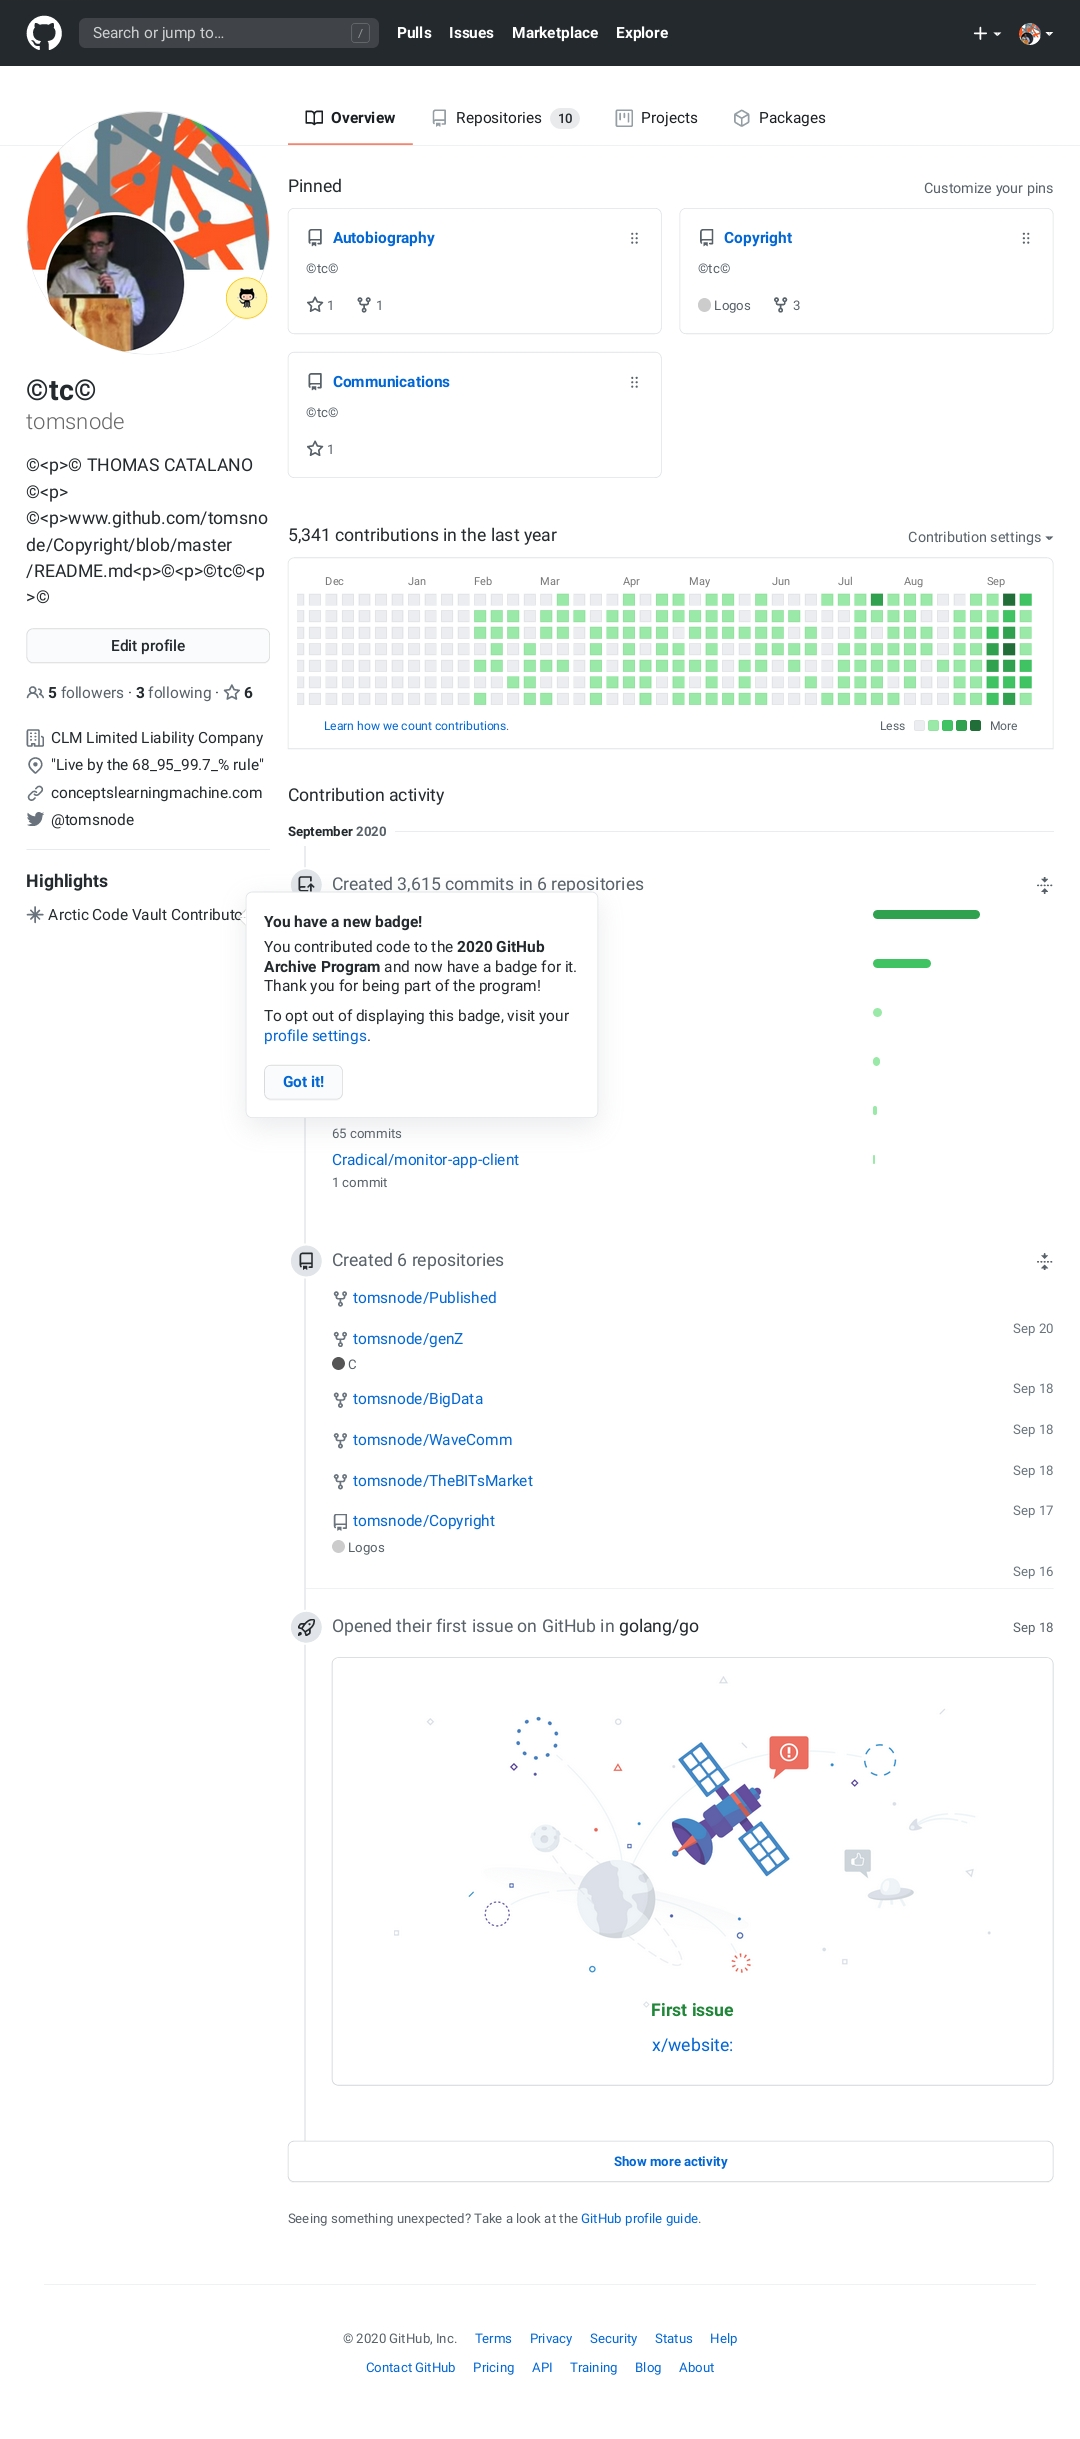 Search or jump to…
/
Pulls
Issues
Marketplace
Explore
Overview
Repositories 10
Projects
Packages
©tc©
tomsnode
©<p>© THOMAS CATALANO
©<p>
©<p>www.github.com/tomsno
de/Copyright/blob/master
/README.md<p>©<p>©tc©<p
>©
Edit profile
5 followers · 3 following · 6
CLM Limited Liability Company
"Live by the 68_95_99.7_% rule"
conceptslearningmachine.com
@tomsnode
Highlights
Arctic Code Vault Contributo
Pinned
Customize your pins
Autobiography
©tc©
1 1
Copyright
©tc©
Logos 3
Communications
©tc©
1
5,341 contributions in the last year
Contribution settings
Dec Jan Feb Mar Apr May Jun Jul Aug Sep
Learn how we count contributions.
Less More
Contribution activity
September 2020
Created 3,615 commits in 6 repositories
You have a new badge!
You contributed code to the 2020 GitHub
Archive Program and now have a badge for it.
Thank you for being part of the program!
To opt out of displaying this badge, visit your
profile settings.
Got it!
65 commits
Cradical/monitor-app-client
1 commit
Created 6 repositories
tomsnode/Published
Sep 20
tomsnode/genZ
C
Sep 18
tomsnode/BigData
Sep 18
tomsnode/WaveComm
Sep 18
tomsnode/TheBITsMarket
Sep 17
tomsnode/Copyright
Logos
Sep 16
Opened their first issue on GitHub in golang/go
Sep 18
First issue
x/website:
Show more activity
Seeing something unexpected? Take a look at the GitHub profile guide.
© 2020 GitHub, Inc. Terms Privacy Security Status Help
Contact GitHub Pricing API Training Blog About